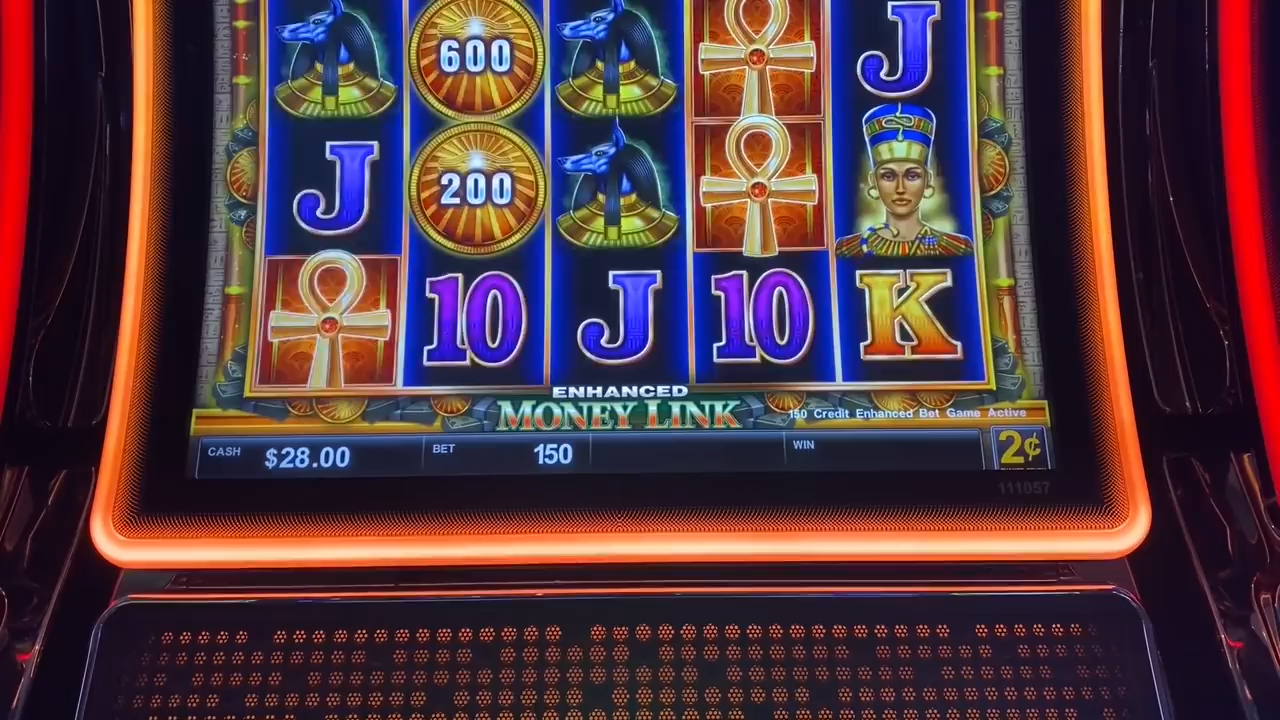 600
J
J
200
10
J
10
K
ENHANCED
MONEY LINK
150 Credit Enhanced Bet Game Active
CASH $28.00 BET 150 WIN 2¢
111057